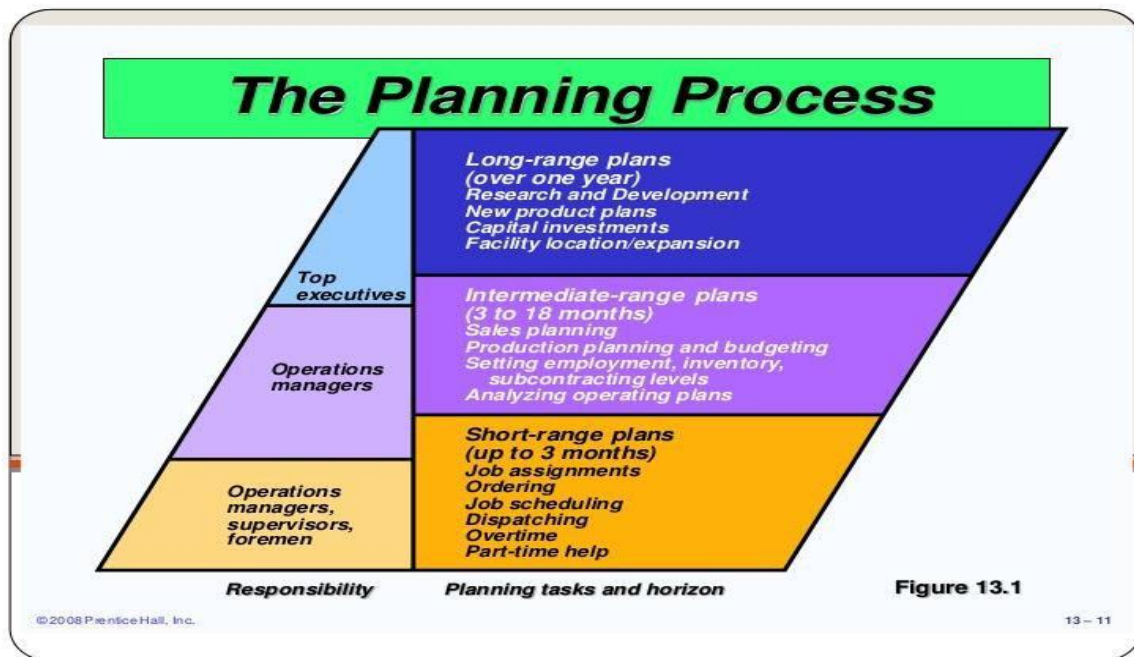 The Planning Process
Top
executives
Long-range plans
(over one year)
Research and Development
New product plans
Capital investments
Facility location/expansion
Operations
managers
Intermediate-range plans
(3 to 18 months)
Sales planning
Production planning and budgeting
Setting employment, inventory,
subcontracting levels
Analyzing operating plans
Operations
managers,
supervisors,
foremen
Short-range plans
(up to 3 months)
Job assignments
Ordering
Job scheduling
Dispatching
Overtime
Part-time help
Responsibility
Planning tasks and horizon
Figure 13.1
©2008 Prentice Hall, Inc.
13 – 11